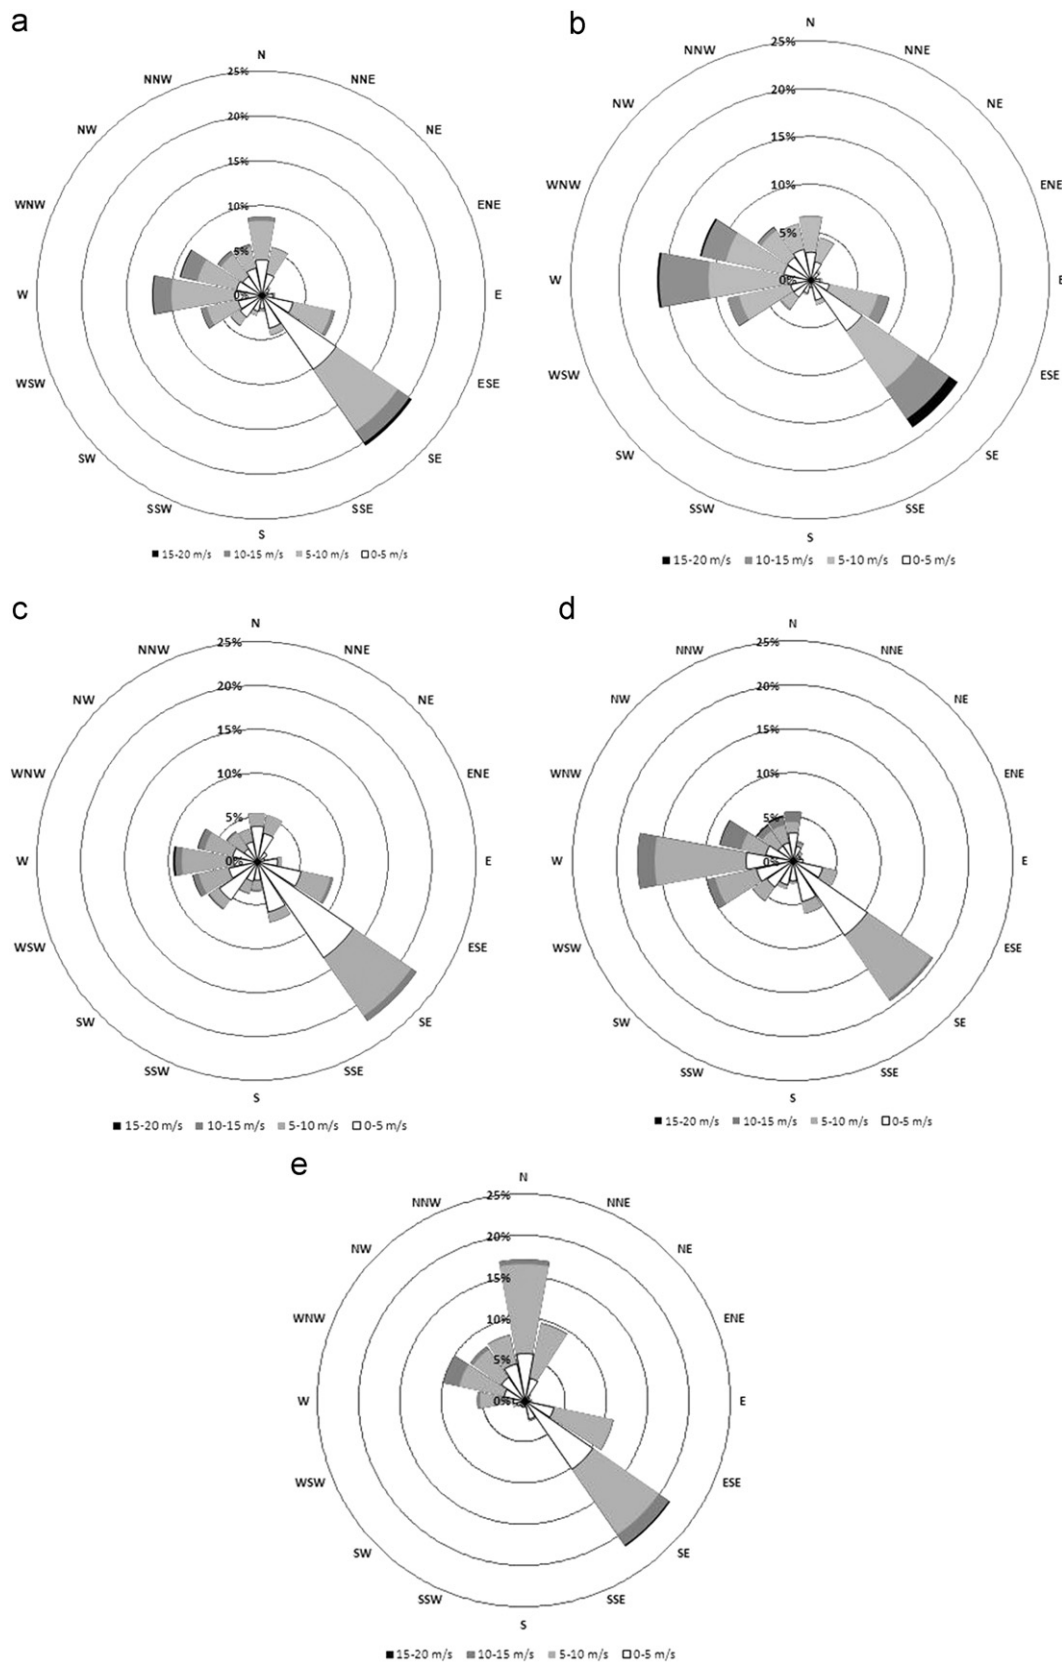 a
N
NNW NNE
25%
NW NE
20%
15%
WNW ENE
10%
5%
W 0% E
WSW ESE
SW SE
SSW SSE
S
15-20 m/s 10-15 m/s 5-10 m/s 0-5 m/s
b
N
NNW NNE
25%
NW NE
20%
15%
WNW ENE
10%
5%
W 0% E
WSW ESE
SW SE
SSW SSE
S
15-20 m/s 10-15 m/s 5-10 m/s 0-5 m/s
c
N
25%
NNW NNE
NW NE
20%
15%
WNW ENE
10%
5%
W 0% E
WSW ESE
SW SE
SSW SSE
S
15-20 m/s 10-15 m/s 5-10 m/s 0-5 m/s
d
N
25%
NNW NNE
NW NE
20%
15%
WNW ENE
10%
5%
W 0% E
WSW ESE
SW SE
SSW SSE
S
15-20 m/s 10-15 m/s 5-10 m/s 0-5 m/s
e
N
25%
NNW NNE
20%
NW NE
15%
WNW ENE
10%
5%
W 0% E
WSW ESE
SW SE
SSW SSE
S
15-20 m/s 10-15 m/s 5-10 m/s 0-5 m/s